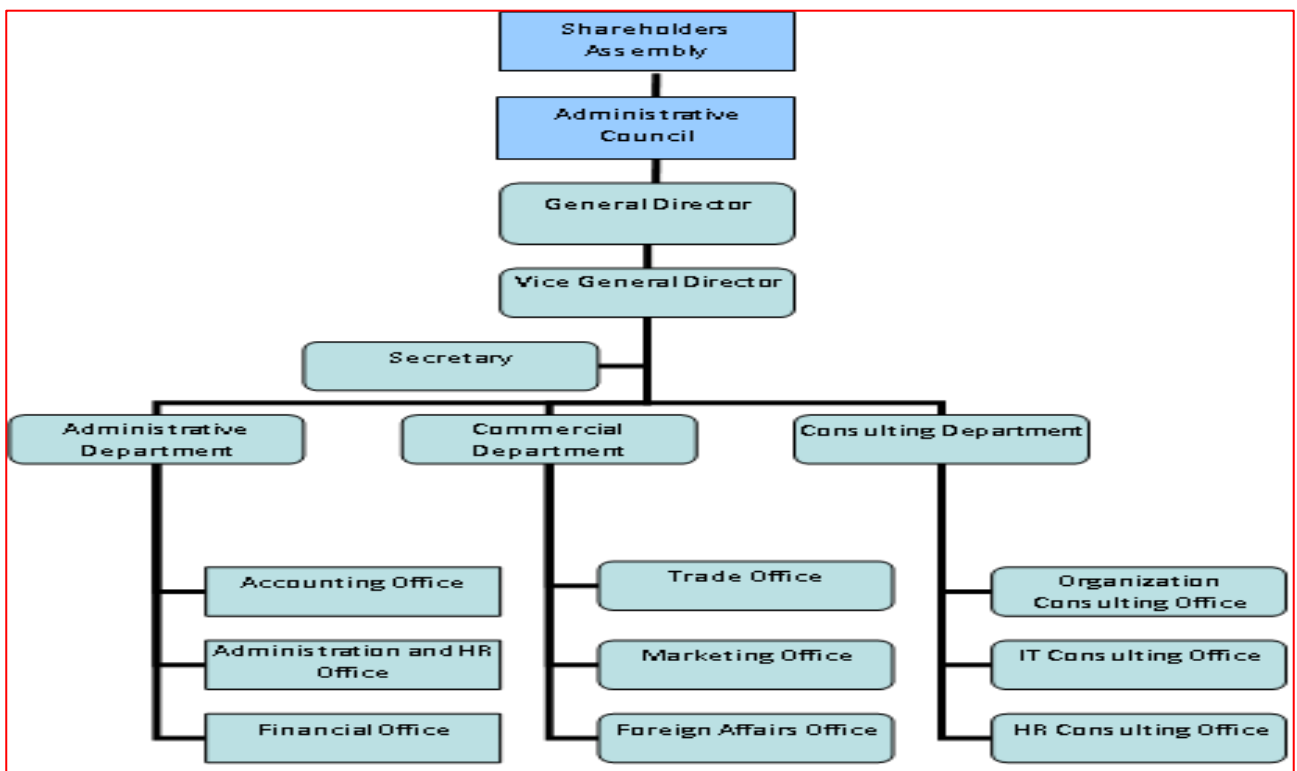 Shareholders
Assembly
Administrative
Council
General Director
Vice General Director
Secretary
Administrative
Department
Commercial
Department
Consulting Department
Accounting Office
Administration and HR
Office
Financial Office
Trade Office
Marketing Office
Foreign Affairs Office
Organization
Consulting Office
IT Consulting Office
HR Consulting Office